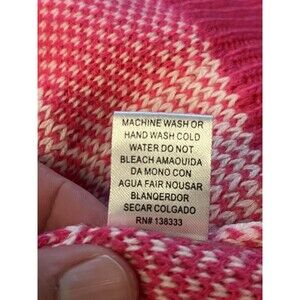 MACHINE WASH OR
HAND WASH COLD
WATER DO NOT
BLEACH AMAOUIDA
DA MONO CON
AGUA FAIR NOUSAR
BLANQERDOR
SECAR COLGADO
RN# 138333